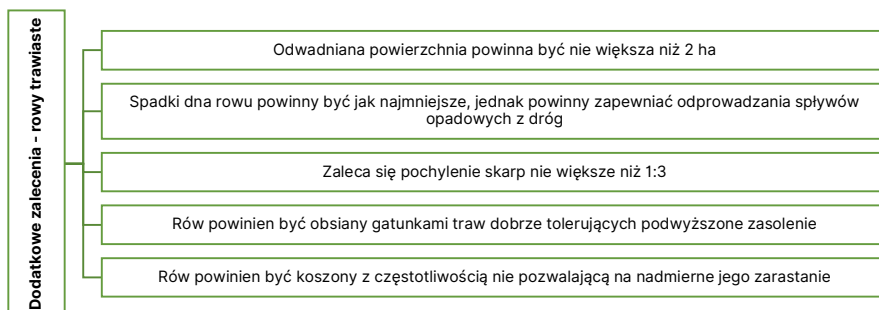 Dodatkowe zalecenia - rowy trawiaste
Odwadniana powierzchnia powinna być nie większa niż 2 ha
Spadki dna rowu powinny być jak najmniejsze, jednak powinny zapewniać odprowadzania spływów
opadowych z dróg
Zaleca się pochylenie skarp nie większe niż 1:3
Rów powinien być obsiany gatunkami traw dobrze tolerujących podwyższone zasolenie
Rów powinien być koszony z częstotliwością nie pozwalającą na nadmierne jego zarastanie